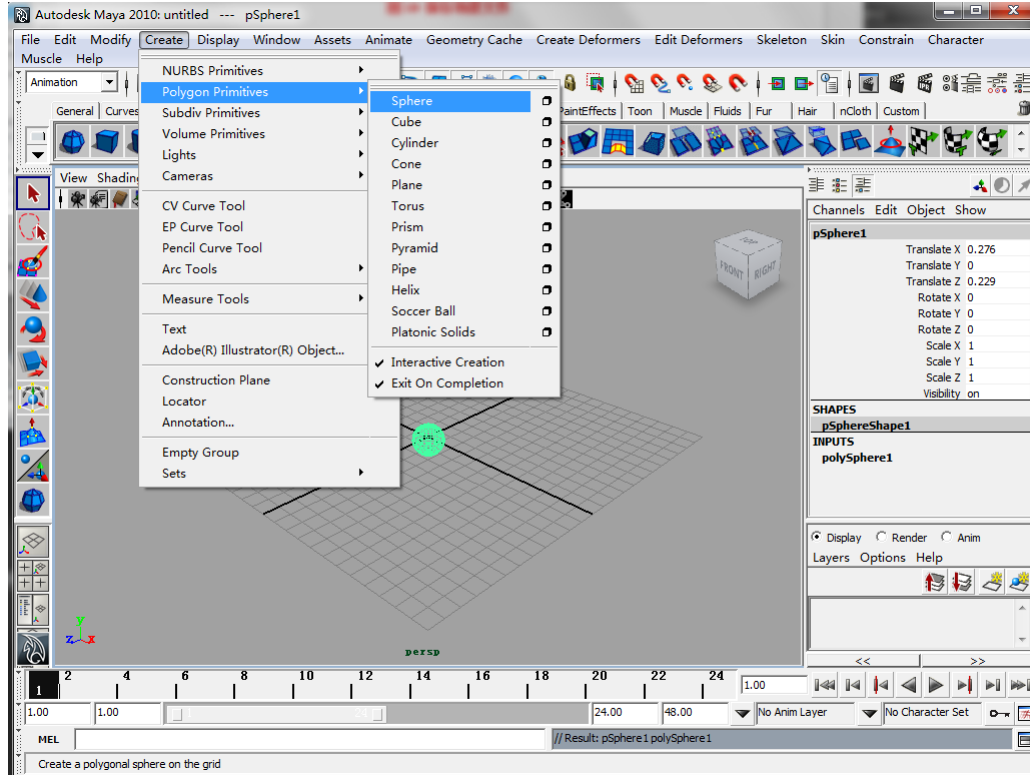 Autodesk Maya 2010: untitled --- pSphere1
File Edit Modify Create Display Window Assets Animate Geometry Cache Create Deformers Edit Deformers Skeleton Skin Constrain Character
Muscle Help
Animation
General Curves PaintEffects Toon Muscle Fluids Fur Hair nCloth Custom
NURBS Primitives
Polygon Primitives
Subdiv Primitives
Volume Primitives
Lights
Cameras
CV Curve Tool
EP Curve Tool
Pencil Curve Tool
Arc Tools
Measure Tools
Text
Adobe(R) Illustrator(R) Object...
Construction Plane
Locator
Annotation...
Empty Group
Sets
Sphere
Cube
Cylinder
Cone
Plane
Torus
Prism
Pyramid
Pipe
Helix
Soccer Ball
Platonic Solids
Interactive Creation
Exit On Completion
View Shading
FRONT RIGHT
y
z x
persp
Channels Edit Object Show
pSphere1
Translate X 0.276
Translate Y 0
Translate Z 0.229
Rotate X 0
Rotate Y 0
Rotate Z 0
Scale X 1
Scale Y 1
Scale Z 1
Visibility on
SHAPES
pSphereShape1
INPUTS
polySphere1
Display Render Anim
Layers Options Help
<< >>
2 4 6 8 10 12 14 16 18 20 22 24
1 1.00
1.00 1.00 1 24 24.00 48.00 No Anim Layer No Character Set
MEL // Result: pSphere1 polySphere1
Create a polygonal sphere on the grid